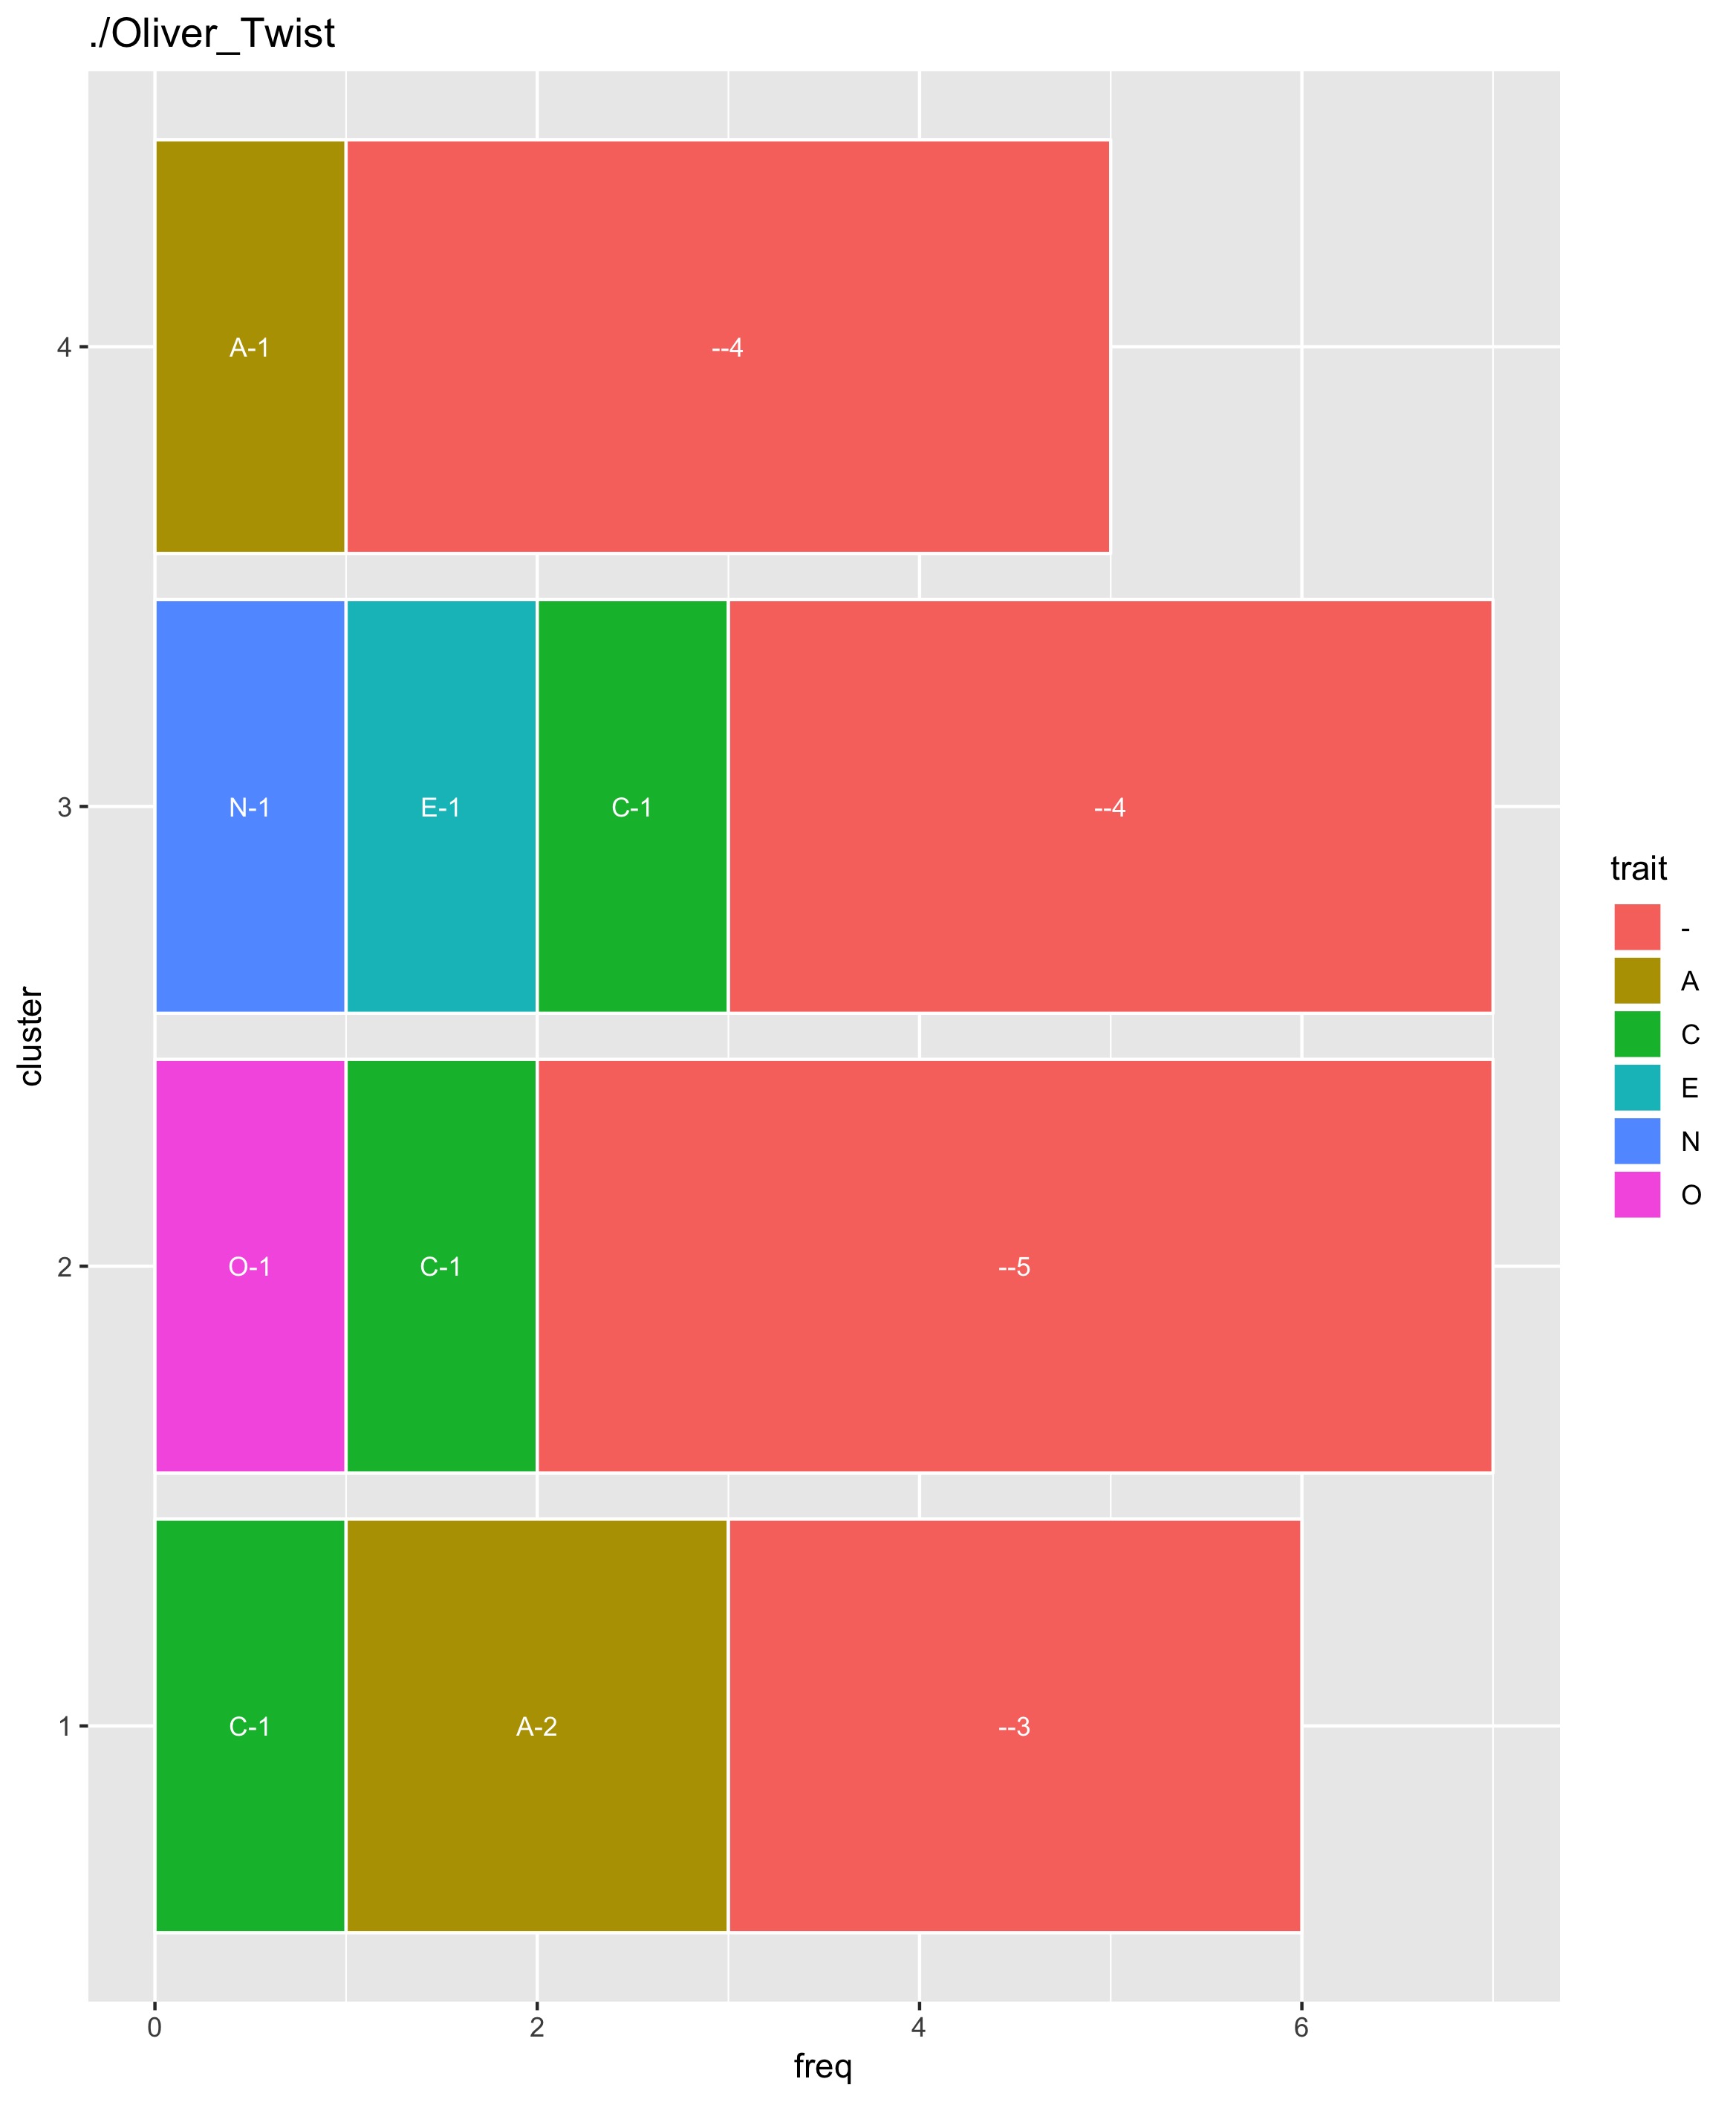 ./Oliver_Twist
4
A-1
--4
3
N-1
E-1
C-1
--4
2
O-1
C-1
--5
1
C-1
A-2
--3
0
2
4
6
freq
cluster
trait
-
A
C
E
N
O